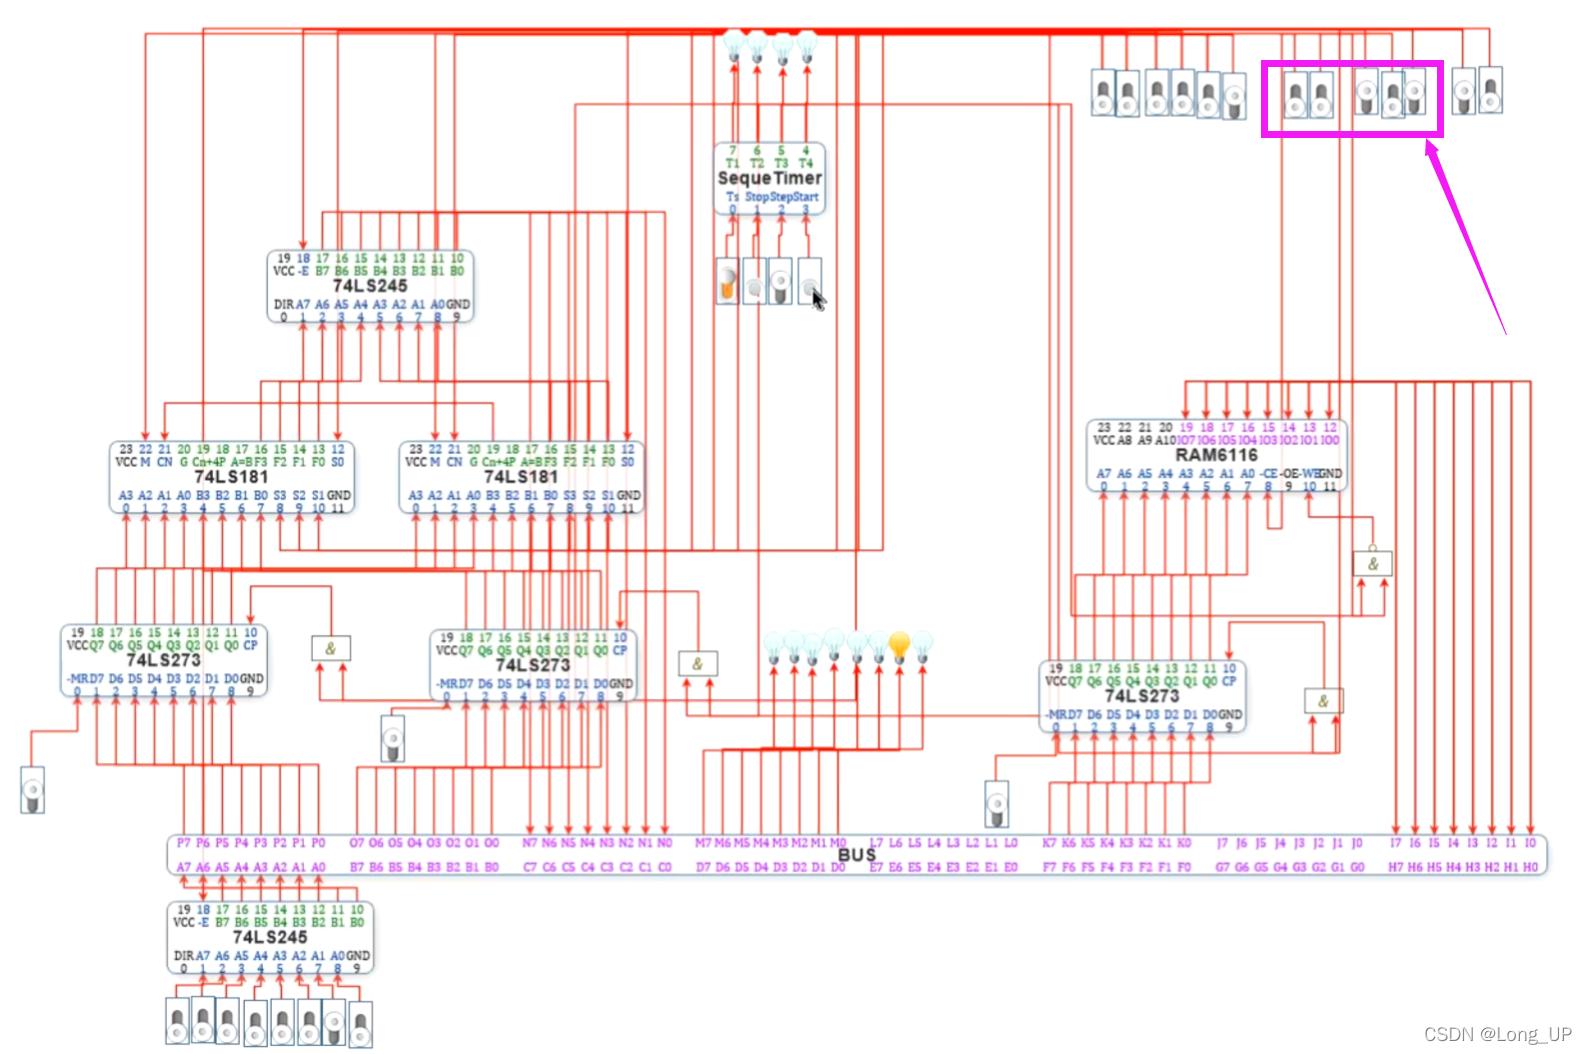 7 6 5 4
T1 T2 T3 T4
SequeTimer
Ts Stop Step Start
0 1 2 3
19 18 17 16 15 14 13 12 11 10
VCC -E B7 B6 B5 B4 B3 B2 B1 B0
74LS245
DIR A7 A6 A5 A4 A3 A2 A1 A0 GND
0 1 2 3 4 5 6 7 8 9
23 22 21 20 19 18 17 16 15 14 13 12
VCC M CN G Cn+4 P A=B F3 F2 F1 F0 S0
74LS181
A3 A2 A1 A0 B3 B2 B1 B0 S3 S2 S1 GND
0 1 2 3 4 5 6 7 8 9 10 11
23 22 21 20 19 18 17 16 15 14 13 12
VCC M CN G Cn+4 P A=B F3 F2 F1 F0 S0
74LS181
A3 A2 A1 A0 B3 B2 B1 B0 S3 S2 S1 GND
0 1 2 3 4 5 6 7 8 9 10 11
23 22 21 20 19 18 17 16 15 14 13 12
VCC A8 A9 A10 IO7 IO6 IO5 IO4 IO3 IO2 IO1 IO0
RAM6116
A7 A6 A5 A4 A3 A2 A1 A0 -CE -OE -WE GND
0 1 2 3 4 5 6 7 8 9 10 11
&
19 18 17 16 15 14 13 12 11 10
VCC Q7 Q6 Q5 Q4 Q3 Q2 Q1 Q0 CP
74LS273
-MR D7 D6 D5 D4 D3 D2 D1 D0 GND
0 1 2 3 4 5 6 7 8 9
&
19 18 17 16 15 14 13 12 11 10
VCC Q7 Q6 Q5 Q4 Q3 Q2 Q1 Q0 CP
74LS273
-MR D7 D6 D5 D4 D3 D2 D1 D0 GND
0 1 2 3 4 5 6 7 8 9
&
19 18 17 16 15 14 13 12 11 10
VCC Q7 Q6 Q5 Q4 Q3 Q2 Q1 Q0 CP
74LS273
-MR D7 D6 D5 D4 D3 D2 D1 D0 GND
0 1 2 3 4 5 6 7 8 9
&
P7 P6 P5 P4 P3 P2 P1 P0 O7 O6 O5 O4 O3 O2 O1 O0 N7 N6 N5 N4 N3 N2 N1 N0 M7 M6 M5 M4 M3 M2 M1 M0 L7 L6 L5 L4 L3 L2 L1 L0 K7 K6 K5 K4 K3 K2 K1 K0 J7 J6 J5 J4 J3 J2 J1 J0 I7 I6 I5 I4 I3 I2 I1 I0
BUS
A7 A6 A5 A4 A3 A2 A1 A0 B7 B6 B5 B4 B3 B2 B1 B0 C7 C6 C5 C4 C3 C2 C1 C0 D7 D6 D5 D4 D3 D2 D1 D0 E7 E6 E5 E4 E3 E2 E1 E0 F7 F6 F5 F4 F3 F2 F1 F0 G7 G6 G5 G4 G3 G2 G1 G0 H7 H6 H5 H4 H3 H2 H1 H0
19 18 17 16 15 14 13 12 11 10
VCC -E B7 B6 B5 B4 B3 B2 B1 B0
74LS245
DIR A7 A6 A5 A4 A3 A2 A1 A0 GND
0 1 2 3 4 5 6 7 8 9
CSDN @Long_UP